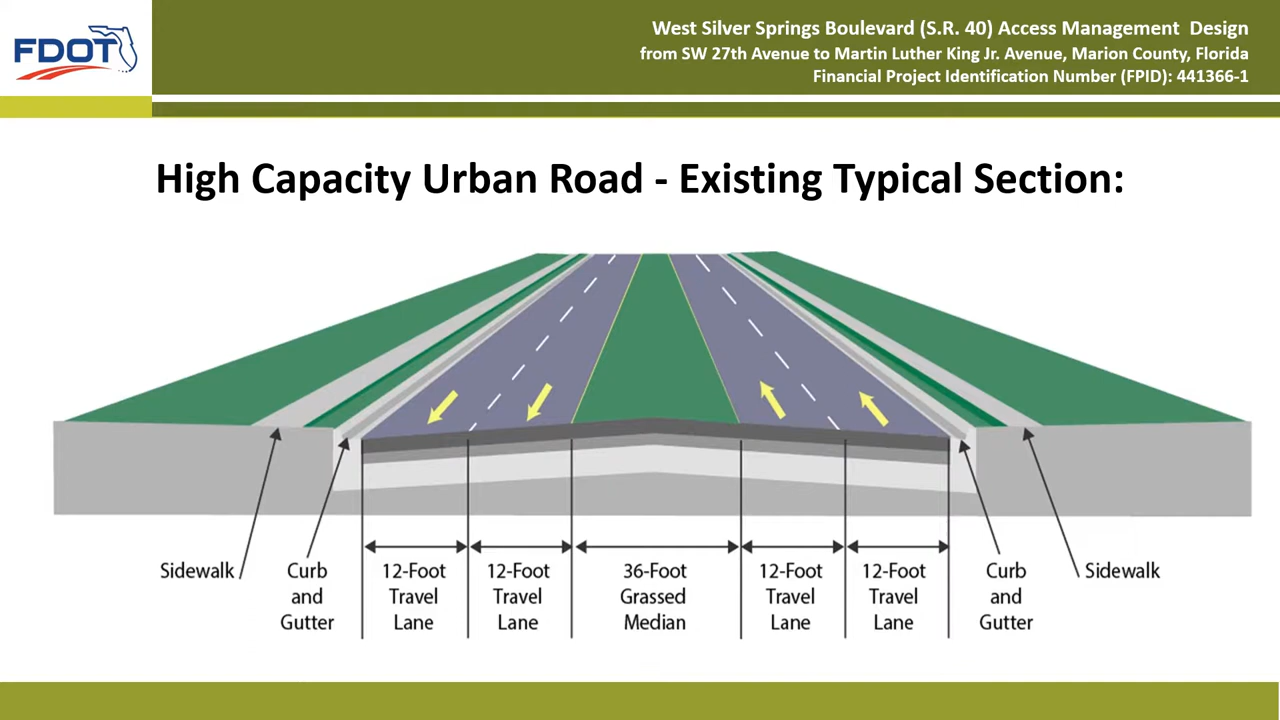 FDOT
West Silver Springs Boulevard (S.R. 40) Access Management Design
from SW 27th Avenue to Martin Luther King Jr. Avenue, Marion County, Florida
Financial Project Identification Number (FPID): 441366-1
High Capacity Urban Road - Existing Typical Section:
Sidewalk
Curb
and
Gutter
12-Foot
Travel
Lane
12-Foot
Travel
Lane
36-Foot
Grassed
Median
12-Foot
Travel
Lane
12-Foot
Travel
Lane
Curb
and
Gutter
Sidewalk